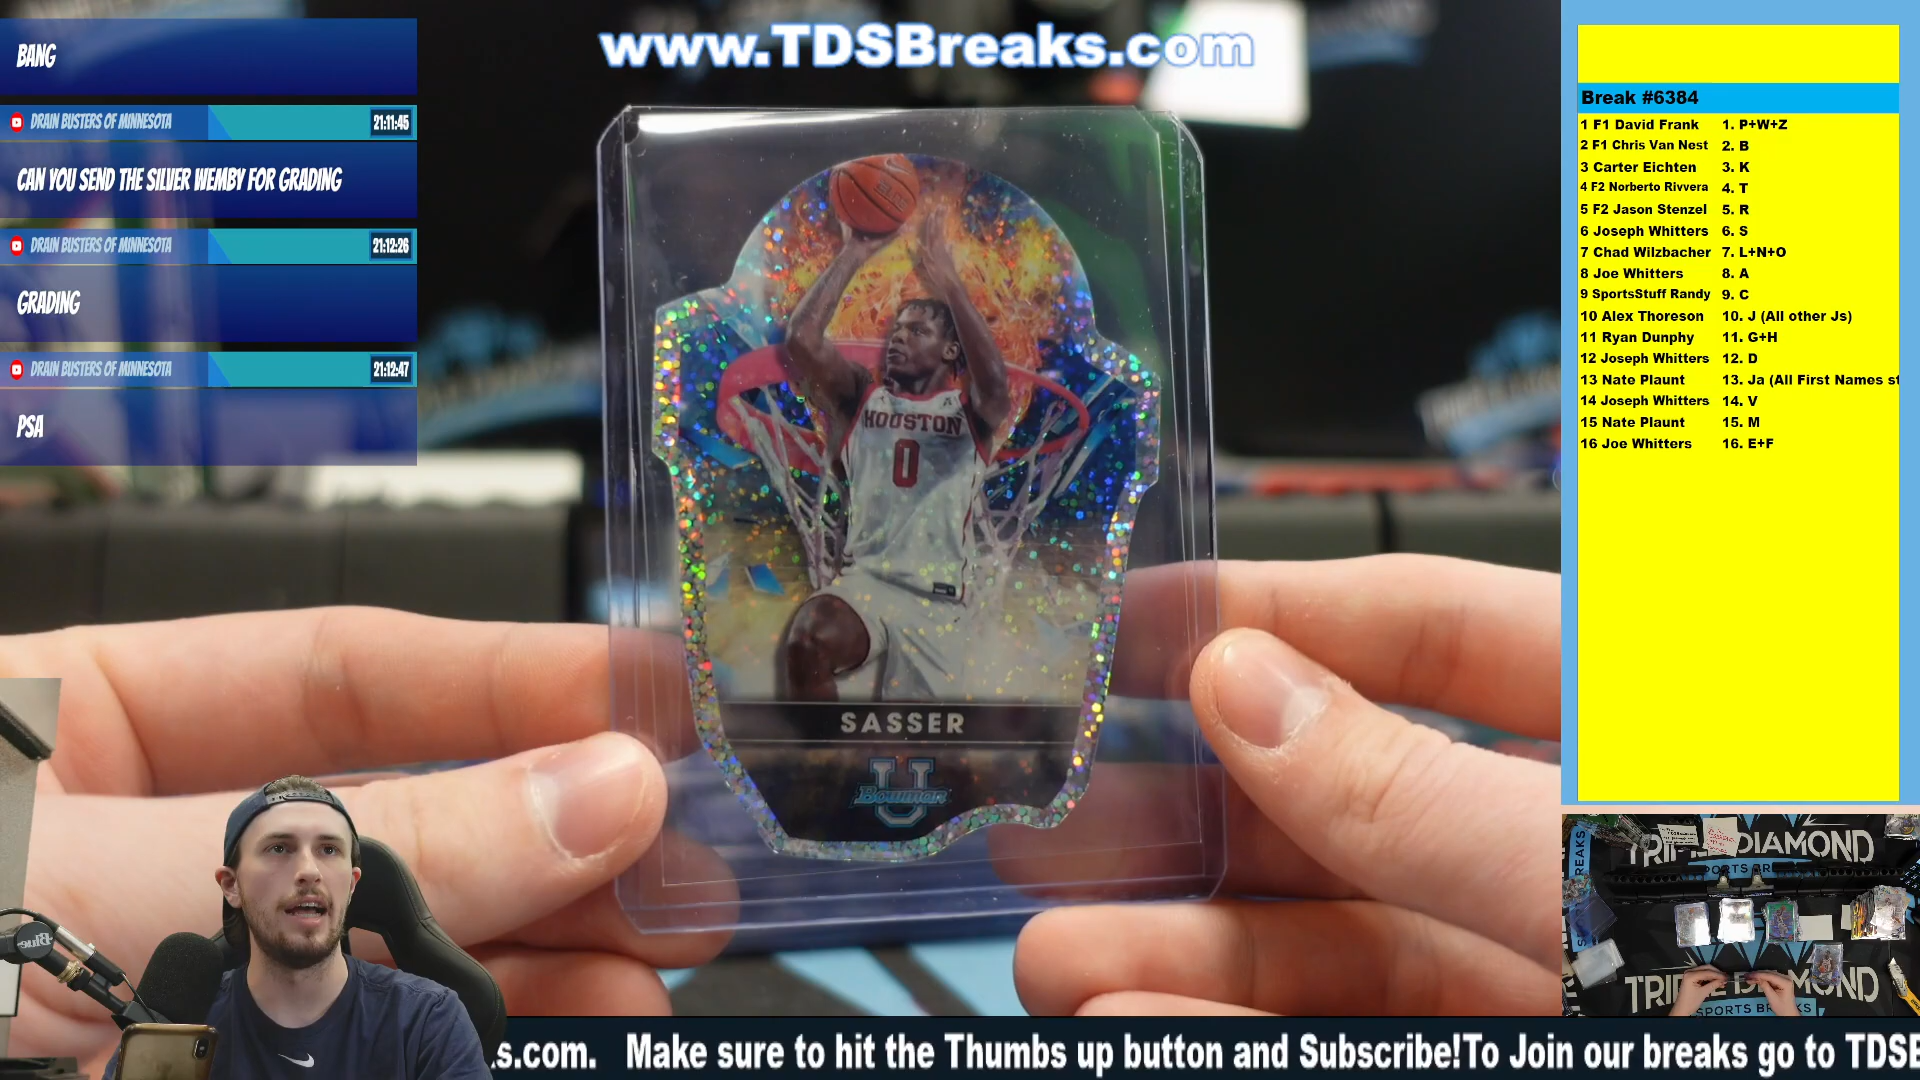 www.TDSBreaks.com
BANG
DRAIN BUSTERS OF MINNESOTA 21:11:45
CAN YOU SEND THE SILVER WEMBY FOR GRADING
DRAIN BUSTERS OF MINNESOTA 21:12:26
GRADING
DRAIN BUSTERS OF MINNESOTA 21:12:47
PSA
HOUSTON
0
SASSER
U
Bowman
Break #6384
1 F1 David Frank 1. P+W+Z
2 F1 Chris Van Nest 2. B
3 Carter Eichten 3. K
4 F2 Norberto Rivvera 4. T
5 F2 Jason Stenzel 5. R
6 Joseph Whitters 6. S
7 Chad Wilzbacher 7. L+N+O
8 Joe Whitters 8. A
9 SportsStuff Randy 9. C
10 Alex Thoreson 10. J (All other Js)
11 Ryan Dunphy 11. G+H
12 Joseph Whitters 12. D
13 Nate Plaunt 13. Ja (All First Names st
14 Joseph Whitters 14. V
15 Nate Plaunt 15. M
16 Joe Whitters 16. E+F
BREAKS
DIAMOND
TRIPLE DIAMOND
SPORTS BREAKS
Blue
s.com. Make sure to hit the Thumbs up button and Subscribe!To Join our breaks go to TDSB